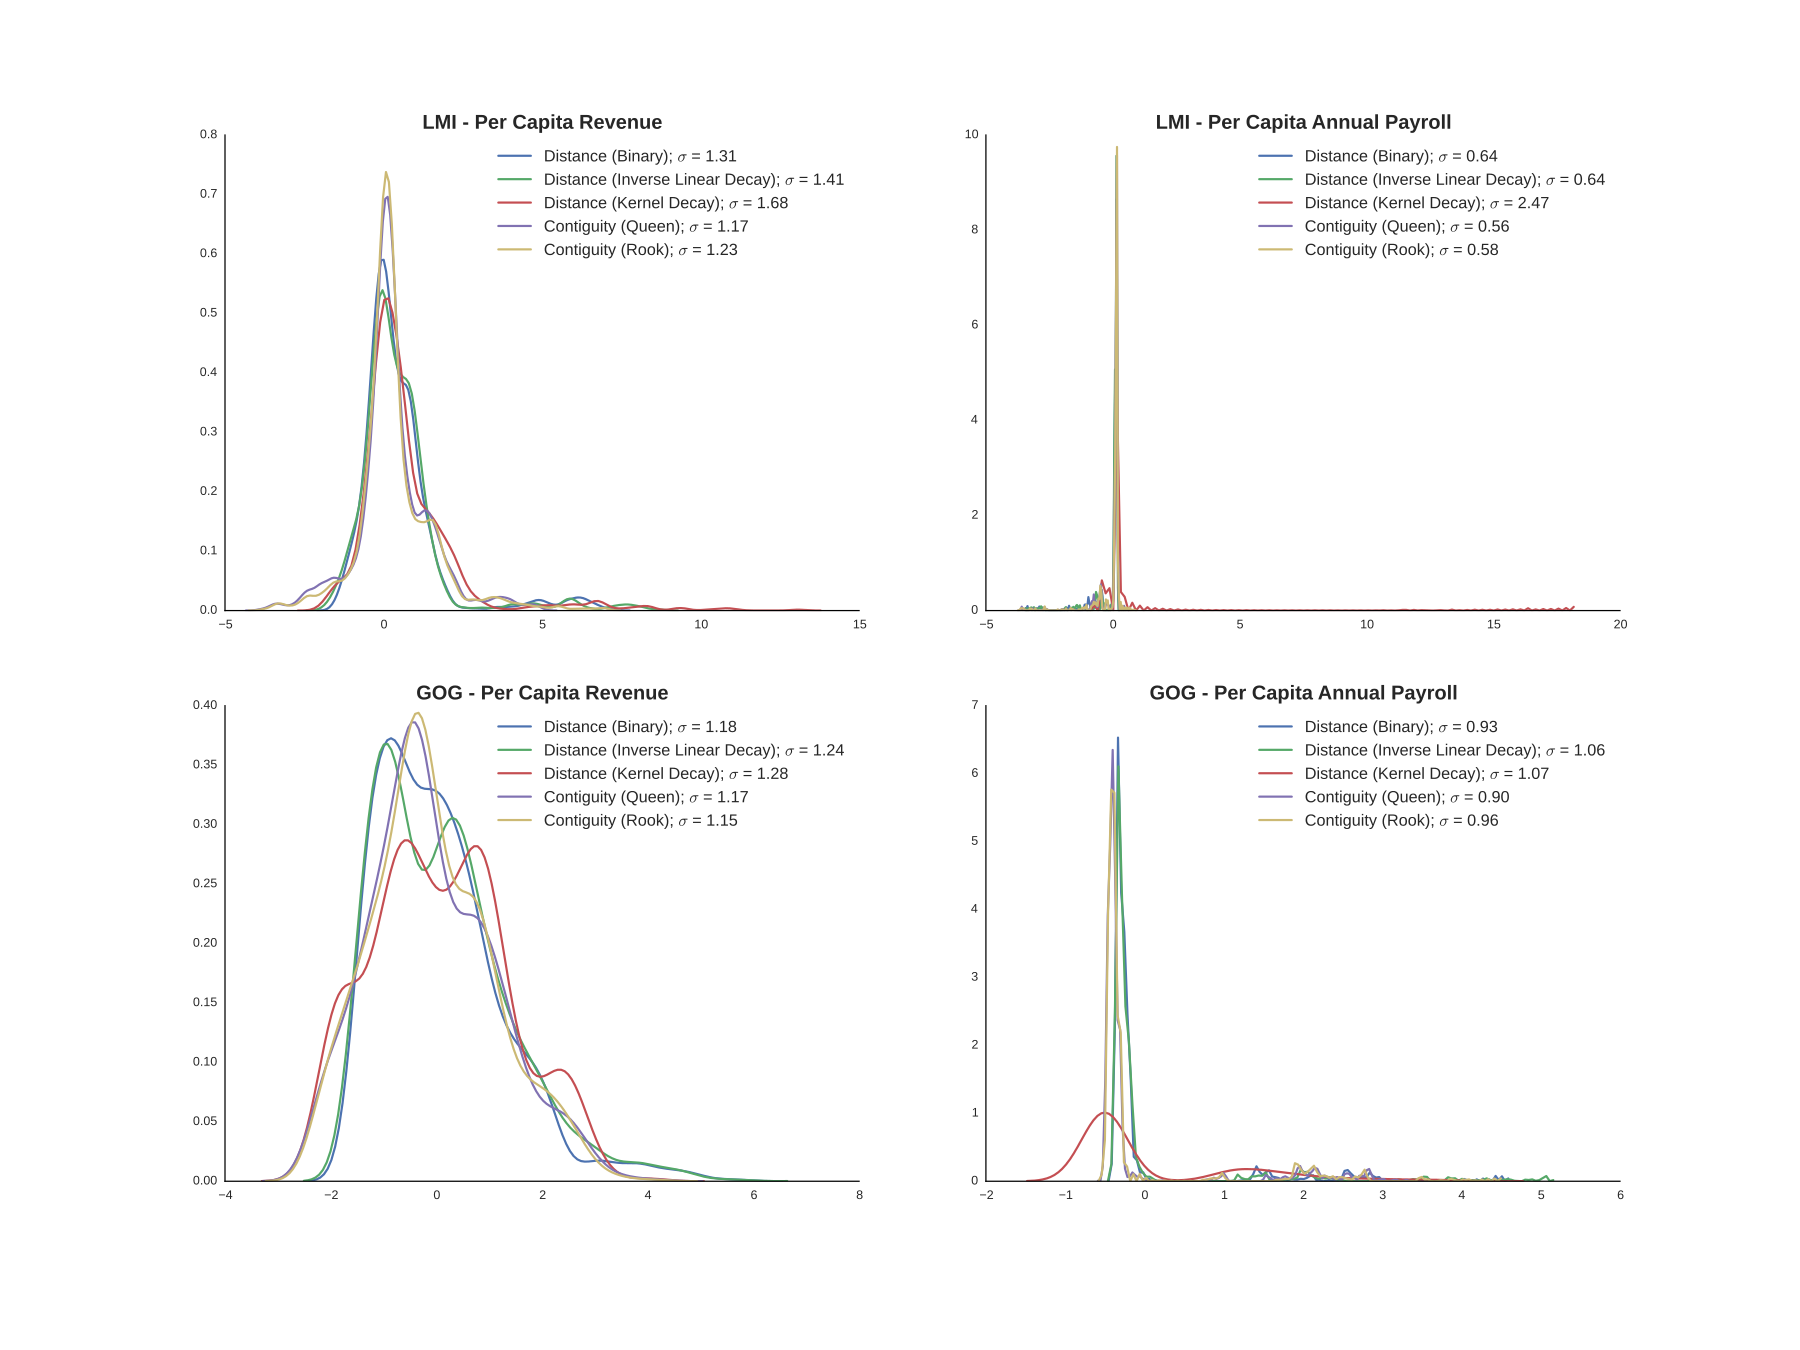 LMI - Per Capita Revenue
0.8
0.7
0.6
0.5
0.4
0.3
0.2
0.1
0.0
−5 0 5 10 15
Distance (Binary); σ = 1.31
Distance (Inverse Linear Decay); σ = 1.41
Distance (Kernel Decay); σ = 1.68
Contiguity (Queen); σ = 1.17
Contiguity (Rook); σ = 1.23
LMI - Per Capita Annual Payroll
10
8
6
4
2
0
−5 0 5 10 15 20
Distance (Binary); σ = 0.64
Distance (Inverse Linear Decay); σ = 0.64
Distance (Kernel Decay); σ = 2.47
Contiguity (Queen); σ = 0.56
Contiguity (Rook); σ = 0.58
GOG - Per Capita Revenue
0.40
0.35
0.30
0.25
0.20
0.15
0.10
0.05
0.00
−4 −2 0 2 4 6 8
Distance (Binary); σ = 1.18
Distance (Inverse Linear Decay); σ = 1.24
Distance (Kernel Decay); σ = 1.28
Contiguity (Queen); σ = 1.17
Contiguity (Rook); σ = 1.15
GOG - Per Capita Annual Payroll
7
6
5
4
3
2
1
0
−2 −1 0 1 2 3 4 5 6
Distance (Binary); σ = 0.93
Distance (Inverse Linear Decay); σ = 1.06
Distance (Kernel Decay); σ = 1.07
Contiguity (Queen); σ = 0.90
Contiguity (Rook); σ = 0.96